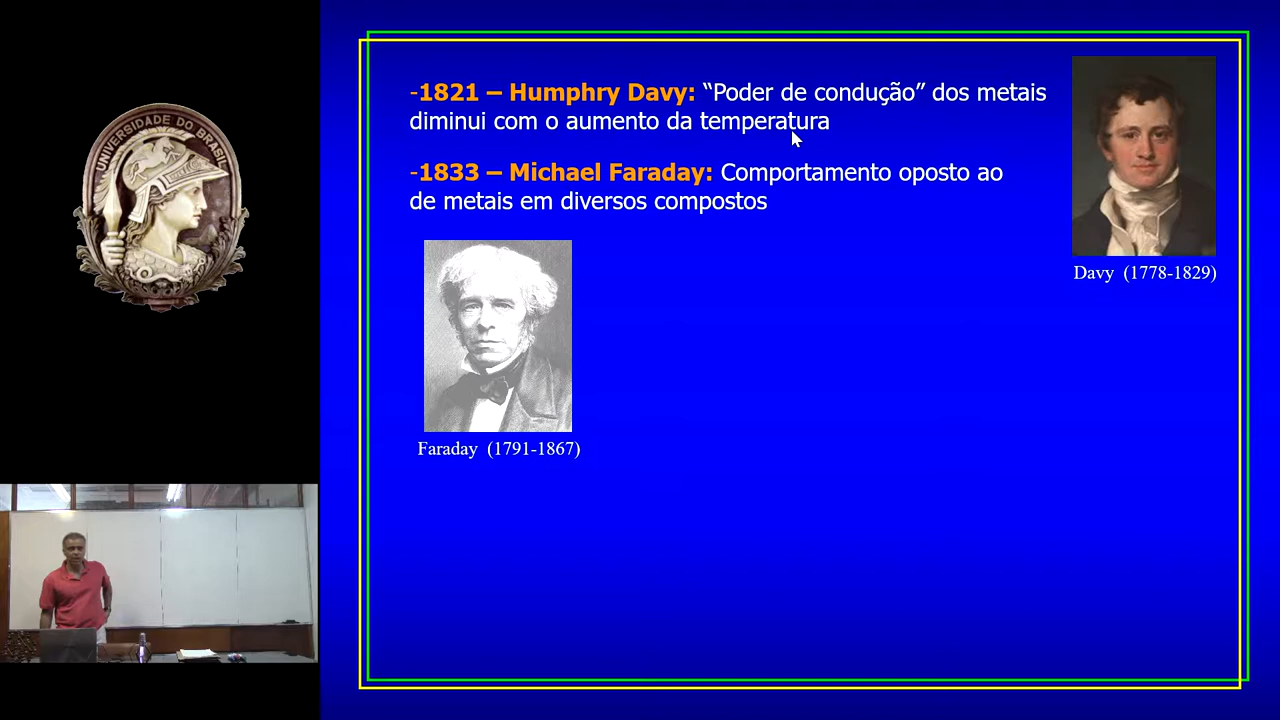 UNIVERSIDADE DO BRASIL
-1821 – Humphry Davy: “Poder de condução” dos metais
diminui com o aumento da temperatura
-1833 – Michael Faraday: Comportamento oposto ao
de metais em diversos compostos
Davy (1778-1829)
Faraday (1791-1867)